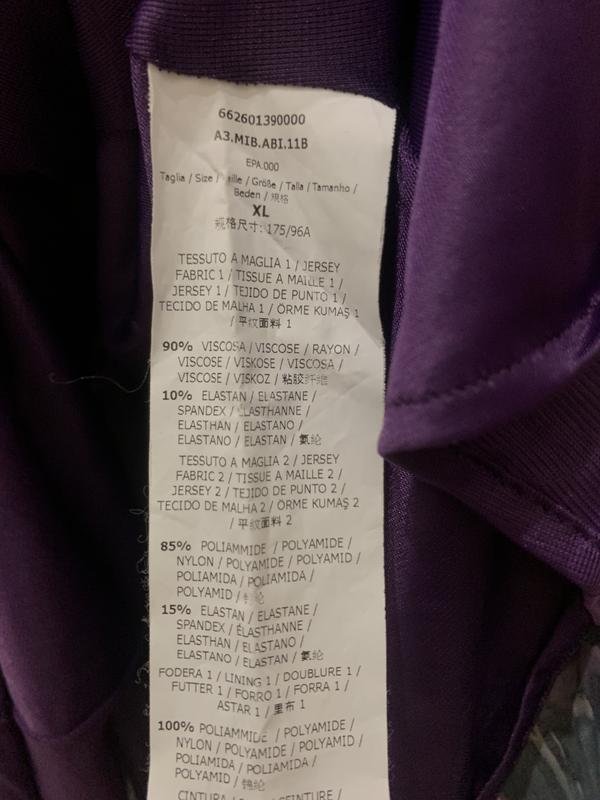 662601390000
A3.MIB.ABI.11B
EPA.000
Taglia / Size / / Größe / Talla / Tamanho /
Beden / 规格
XL
规格尺寸: 175/96A
TESSUTO A MAGLIA 1 / JERSEY
FABRIC 1 / TISSUE A MAILLE 1 /
JERSEY 1 / TEJIDO DE PUNTO 1 /
TECIDO DE MALHA 1 / ÖRME KUMAŞ 1
/ 平纹面料 1
90% VISCOSA / VISCOSE / RAYON /
VISCOSE / VISKOSE / VISCOSA /
VISCOSE / VISKOZ / 粘胶纤维
10% ELASTAN / ELASTANE /
SPANDEX / ÉLASTHANNE /
ELASTHAN / ELASTANO /
ELASTANO / ELASTAN / 氨纶
TESSUTO A MAGLIA 2 / JERSEY
FABRIC 2 / TISSUE A MAILLE 2 /
JERSEY 2 / TEJIDO DE PUNTO 2 /
TECIDO DE MALHA 2 / ÖRME KUMAŞ 2
/ 平纹面料 2
85% POLIAMMIDE / POLYAMIDE /
NYLON / POLYAMIDE / POLYAMID /
POLIAMIDA / POLIAMIDA /
POLYAMID /
15% ELASTAN / ELASTANE /
SPANDEX / ÉLASTHANNE /
ELASTHAN / ELASTANO /
ELASTANO / ELASTAN / 氨纶
FODERA 1 / LINING 1 / DOUBLURE 1 /
FUTTER 1 / FORRO 1 / FORRA 1 /
ASTAR 1 / 里布 1
100% POLIAMMIDE / POLYAMIDE /
NYLON / POLYAMIDE / POLYAMID /
POLIAMIDA / POLIAMIDA /
POLYAMID / 锦纶
CINTURA /